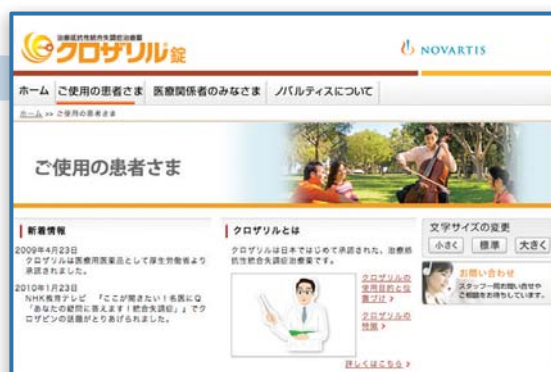 治療抵抗性統合失調症治療薬
クロザリル錠
NOVARTIS
ホーム ご使用の患者さま 医療関係者のみなさま ノバルティスについて
ホーム >> ご使用の患者さま
ご使用の患者さま
新着情報
2009年4月23日
クロザリルは医療用医薬品として厚生労働省より
承認されました。
2010年1月23日
NHK教育テレビ 『ここが聞きたい！名医にQ
「あなたの疑問に答えます！統合失調症」』でク
ロザピンの話題がとりあげられました。
クロザリルとは
クロザリルは日本ではじめて承認された、治療抵
抗性統合失調症治療薬です。
クロザリルの
使用目的と位
置づけ >
クロザリルの
特徴 >
詳しくはこちら >
文字サイズの変更
小さく 標準 大きく
お問い合わせ
スタッフ一同お問い合せや
ご相談をお待ちしています。